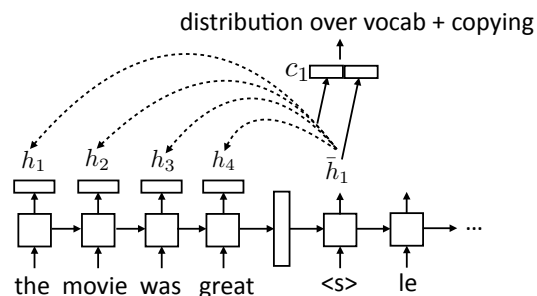 distribution over vocab + copying
c₁
h₁ h₂ h₃ h₄ h̄₁
...
the movie was great <s> le